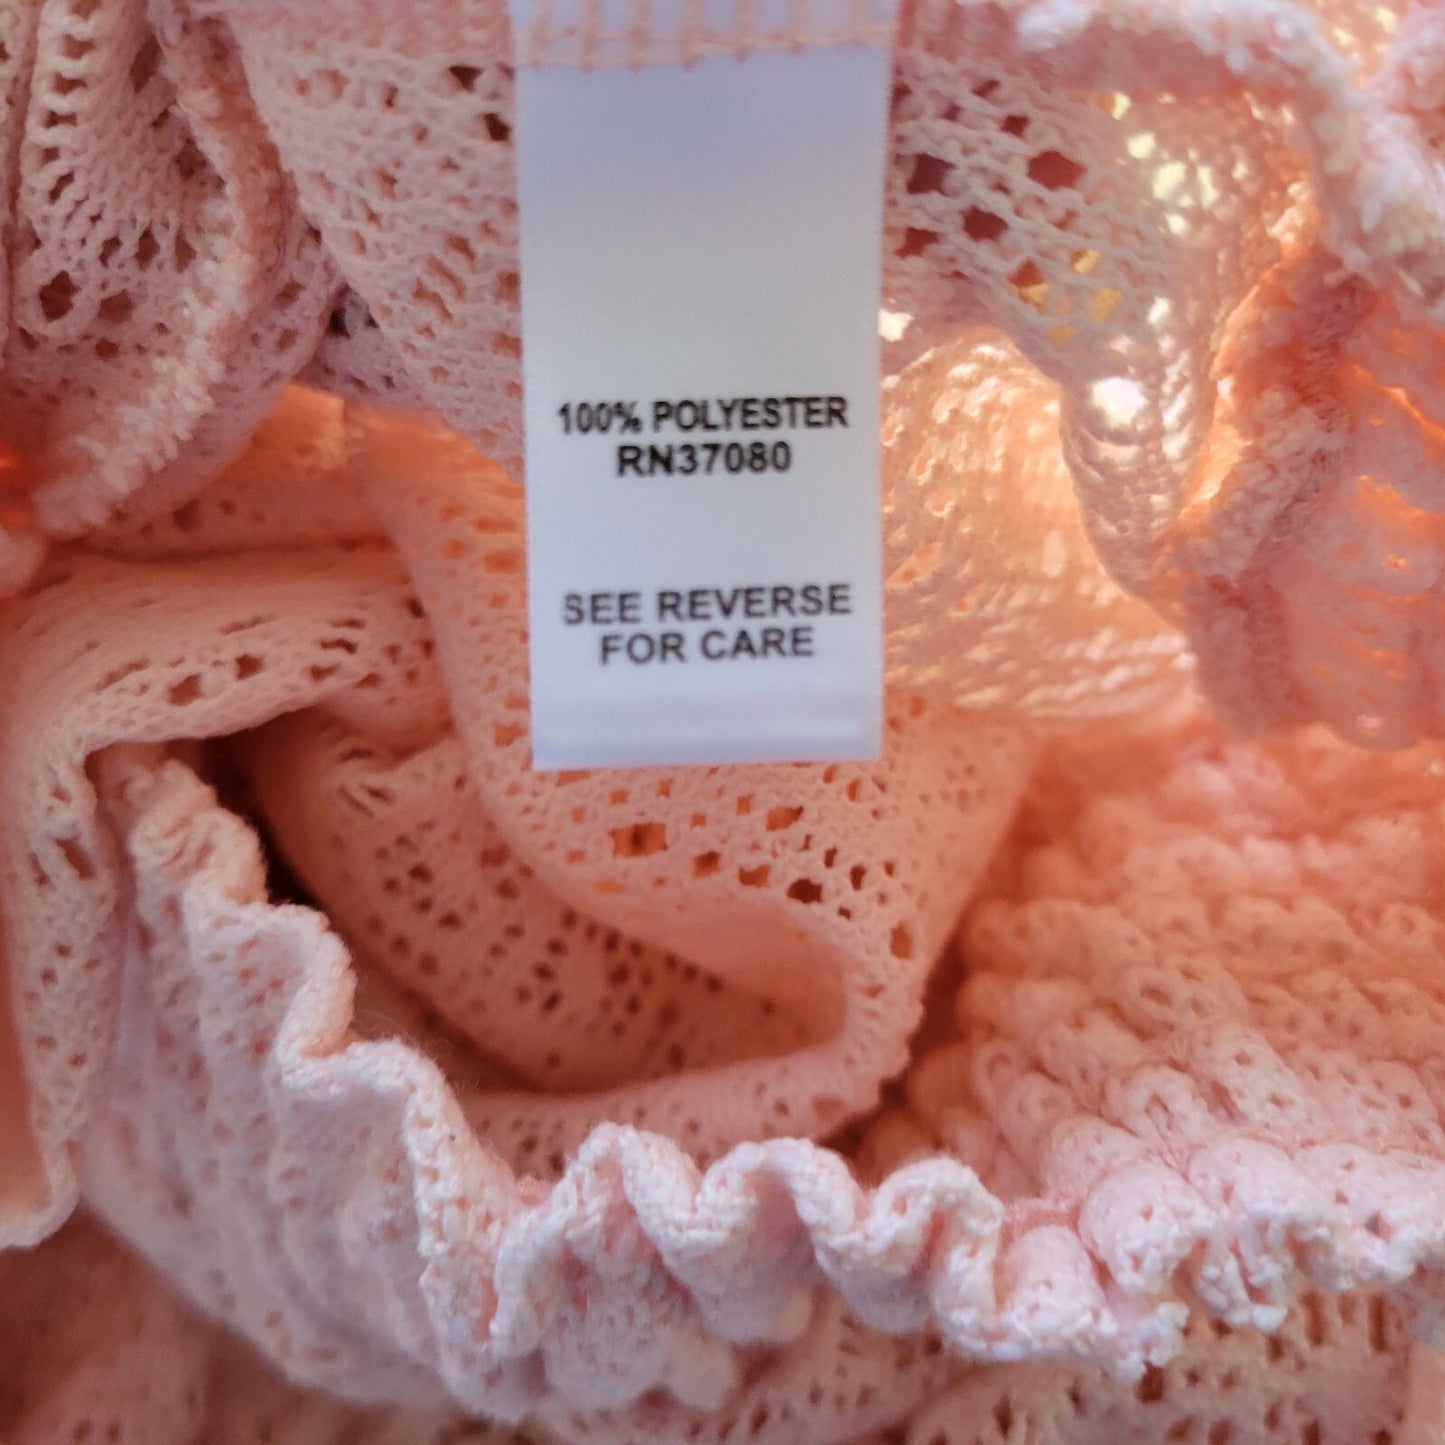 100% POLYESTER
RN37080
SEE REVERSE
FOR CARE